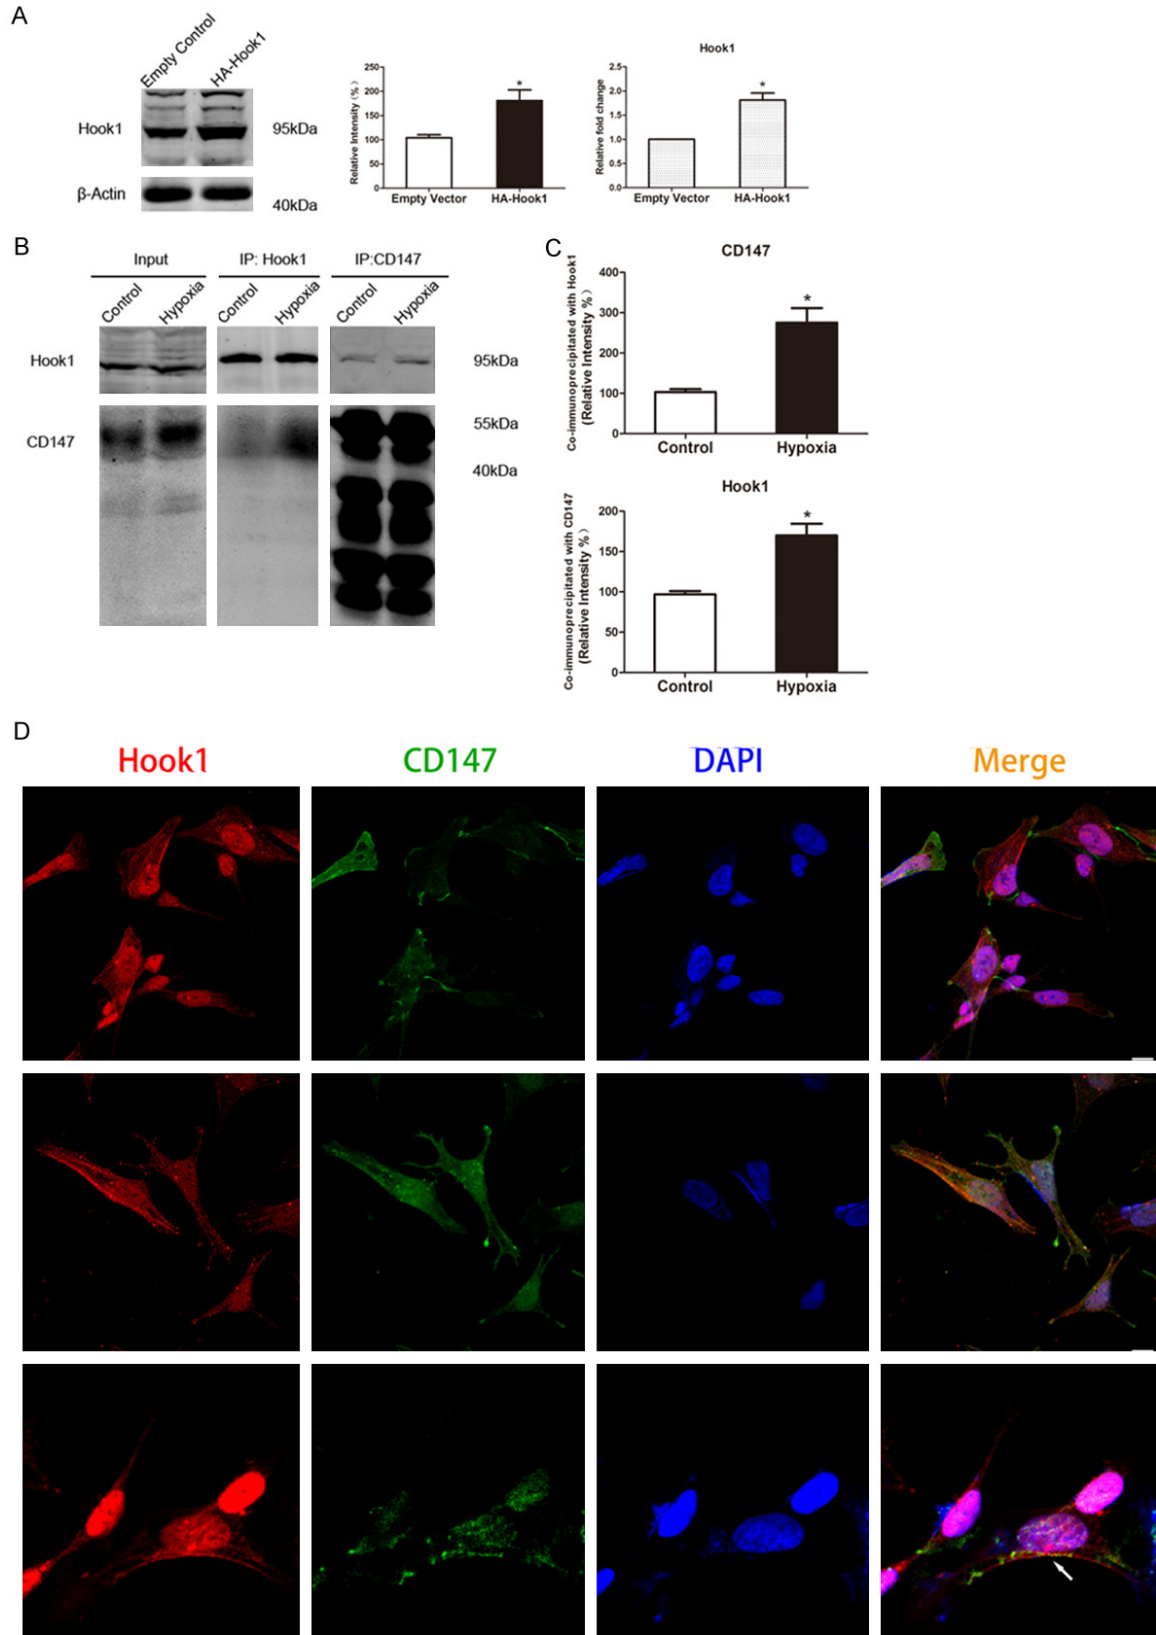 A
Empty Control
HA-Hook1
Hook1
95kDa
β-Actin
40kDa
Relative Intensity (%)
250
200
150
100
50
0
*
Empty Vector
HA-Hook1
Hook1
Relative fold change
2.5
2.0
1.5
1.0
0.5
0.0
*
Empty Vector
HA-Hook1
B
Input
IP: Hook1
IP:CD147
Control
Hypoxia
Control
Hypoxia
Control
Hypoxia
Hook1
95kDa
CD147
55kDa
40kDa
C
CD147
Co-immunoprecipitated with Hook1
(Relative Intensity %)
400
300
200
100
0
*
Control
Hypoxia
Hook1
Co-immunoprecipitated with CD147
(Relative Intensity %)
200
150
100
50
0
*
Control
Hypoxia
D
Hook1
CD147
DAPI
Merge